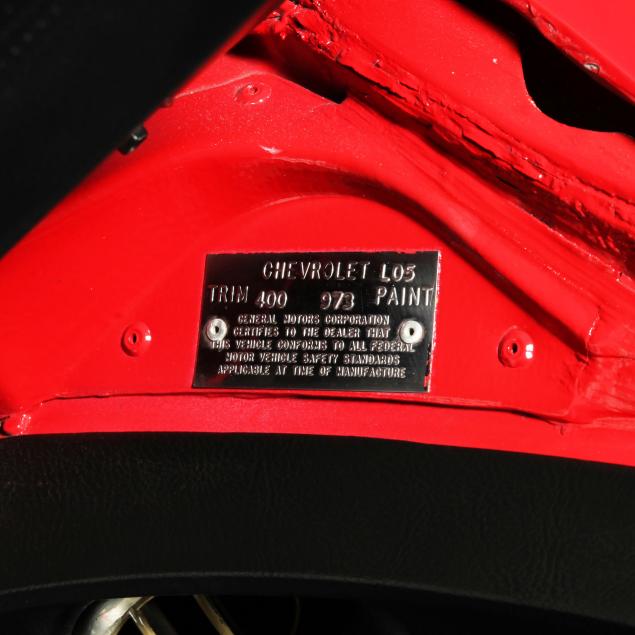 CHEVROLET L05
TRIM 400 973 PAINT
GENERAL MOTORS CORPORATION
CERTIFIES TO THE DEALER THAT
THIS VEHICLE CONFORMS TO ALL FEDERAL
MOTOR VEHICLE SAFETY STANDARDS
APPLICABLE AT TIME OF MANUFACTURE